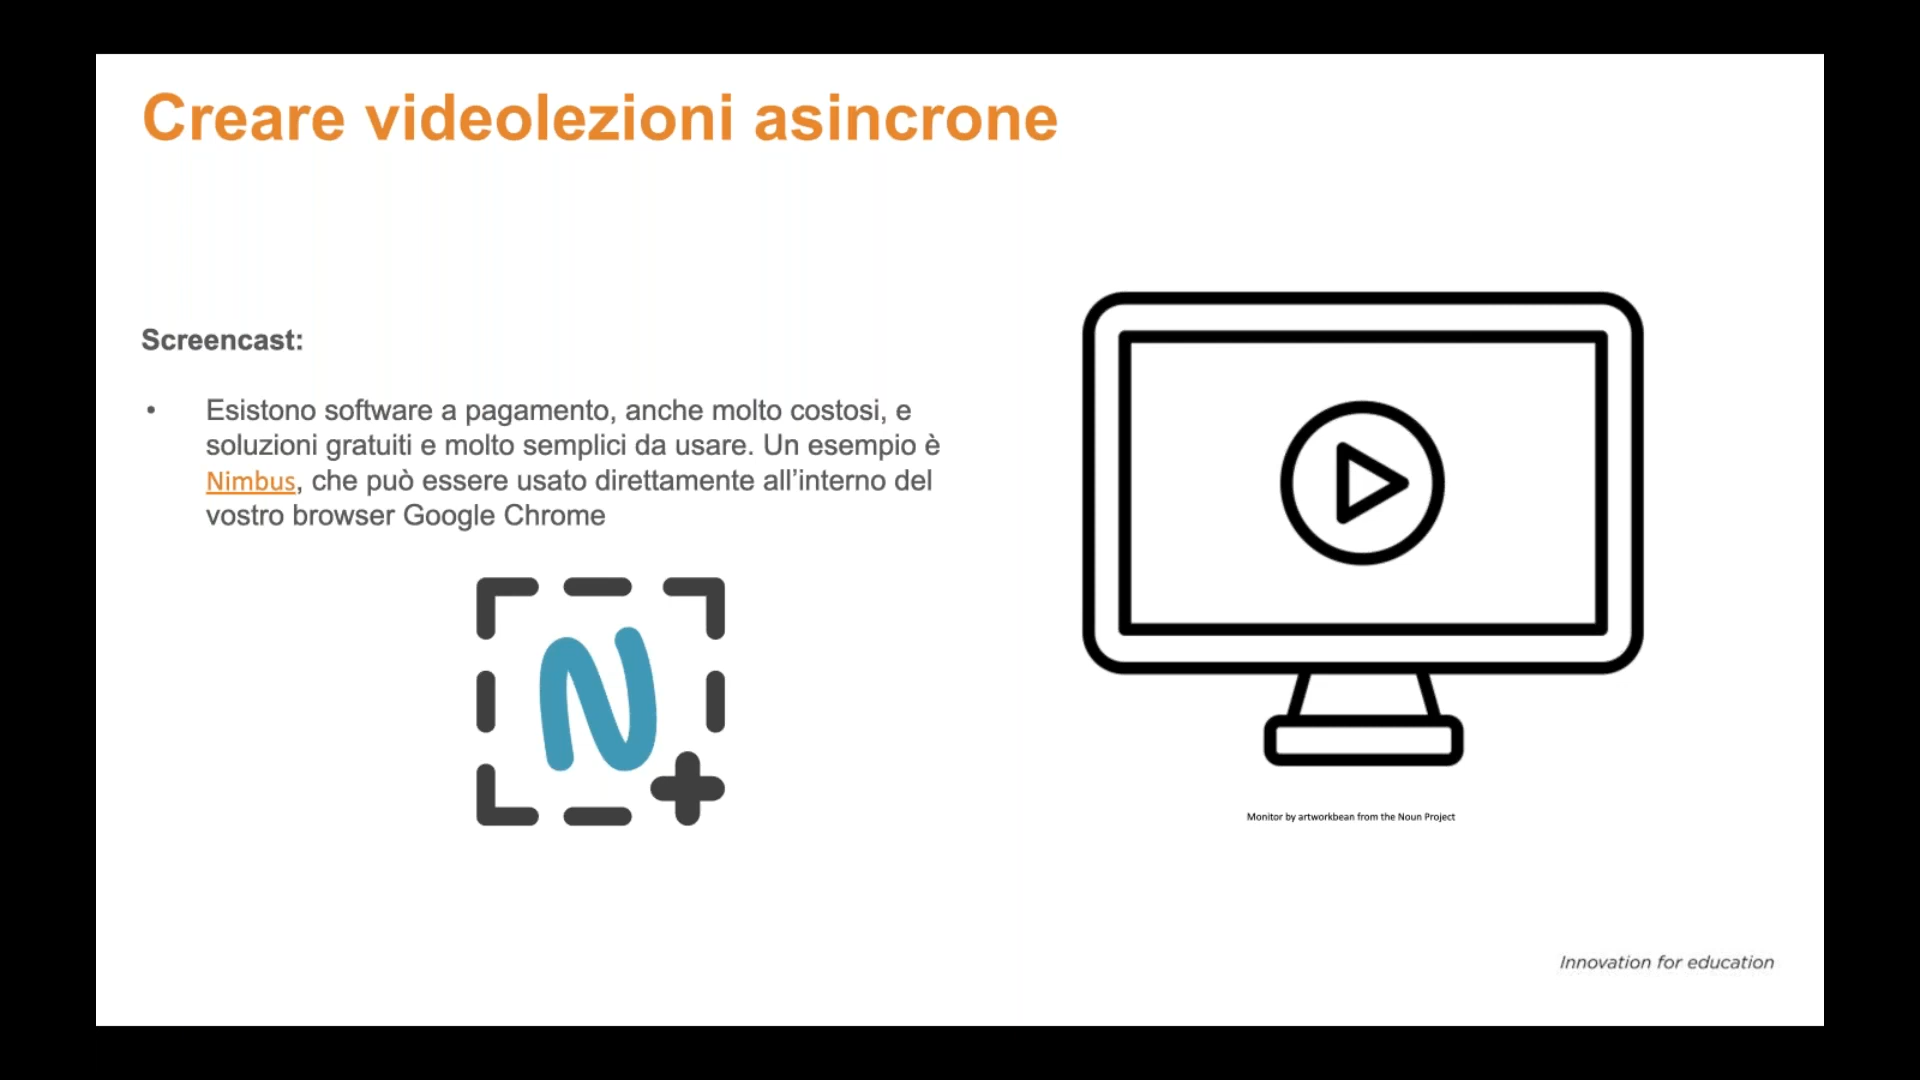 Creare videolezioni asincrone
Screencast:
• Esistono software a pagamento, anche molto costosi, e
soluzioni gratuiti e molto semplici da usare. Un esempio è
Nimbus, che può essere usato direttamente all’interno del
vostro browser Google Chrome
N
Monitor by artworkbean from the Noun Project
Innovation for education